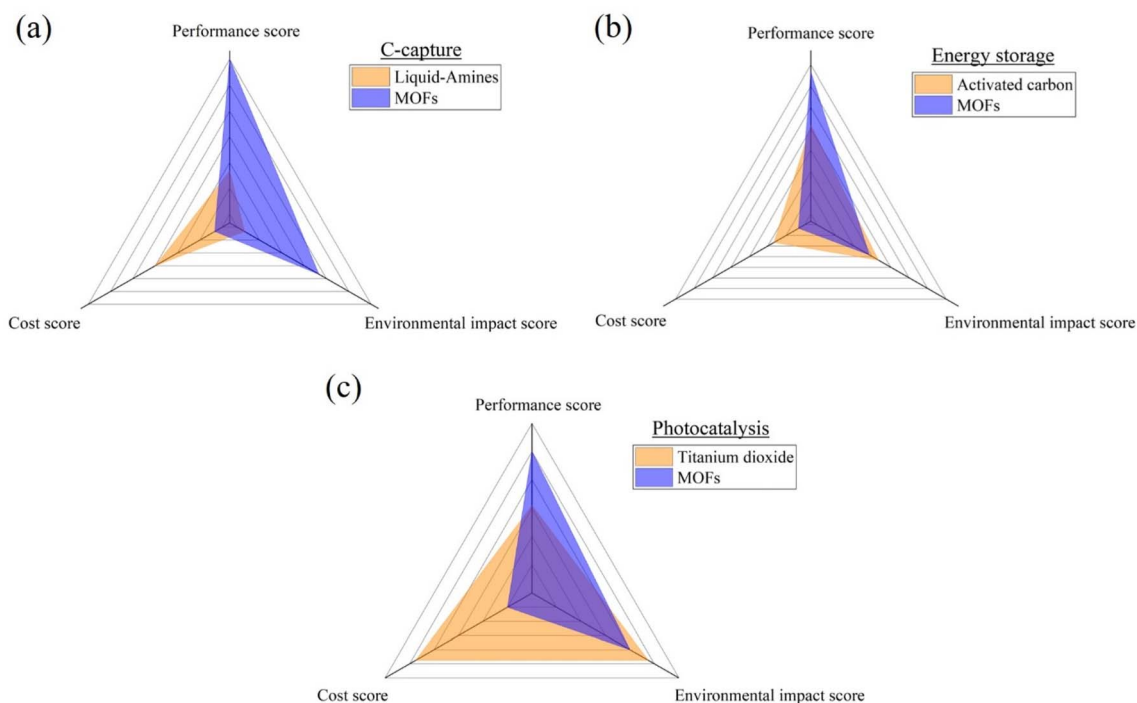 (a)
Performance score
C-capture
Liquid-Amines
MOFs
Cost score
Environmental impact score
(b)
Performance score
Energy storage
Activated carbon
MOFs
Cost score
Environmental impact score
(c)
Performance score
Photocatalysis
Titanium dioxide
MOFs
Cost score
Environmental impact score